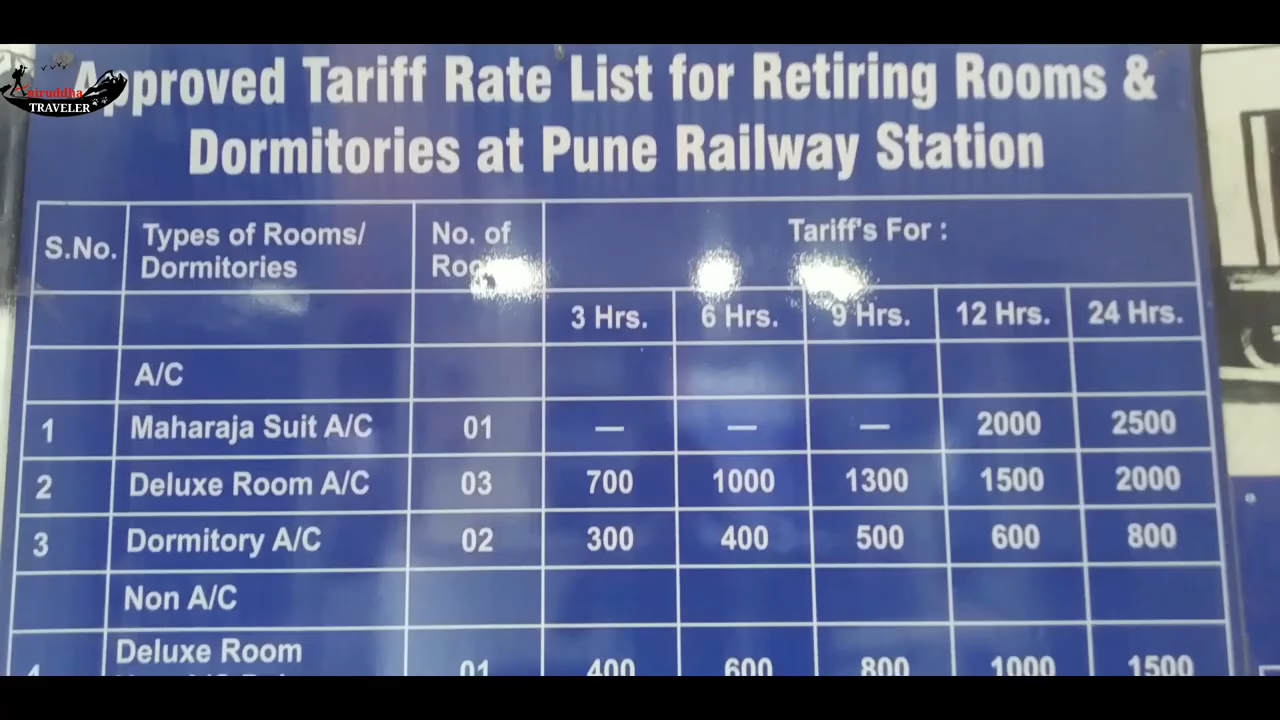 Aniruddha
TRAVELER
Approved Tariff Rate List for Retiring Rooms &
Dormitories at Pune Railway Station
S.No. Types of Rooms/ Dormitories No. of Tariff's For :
3 Hrs. 6 Hrs. 9 Hrs. 12 Hrs. 24 Hrs.
A/C
1 Maharaja Suit A/C 01 — — — 2000 2500
2 Deluxe Room A/C 03 700 1000 1300 1500 2000
3 Dormitory A/C 02 300 400 500 600 800
Non A/C
Deluxe Room
01 400 600 800 1000 1500